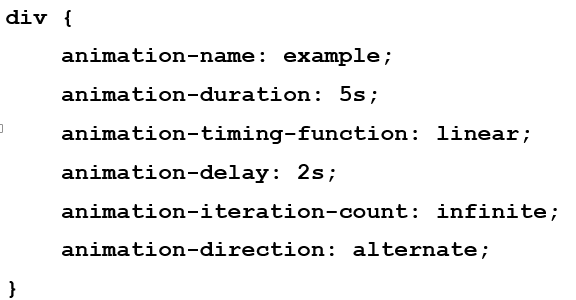 div {
    animation-name: example;
    animation-duration: 5s;
    animation-timing-function: linear;
    animation-delay: 2s;
    animation-iteration-count: infinite;
    animation-direction: alternate;
}